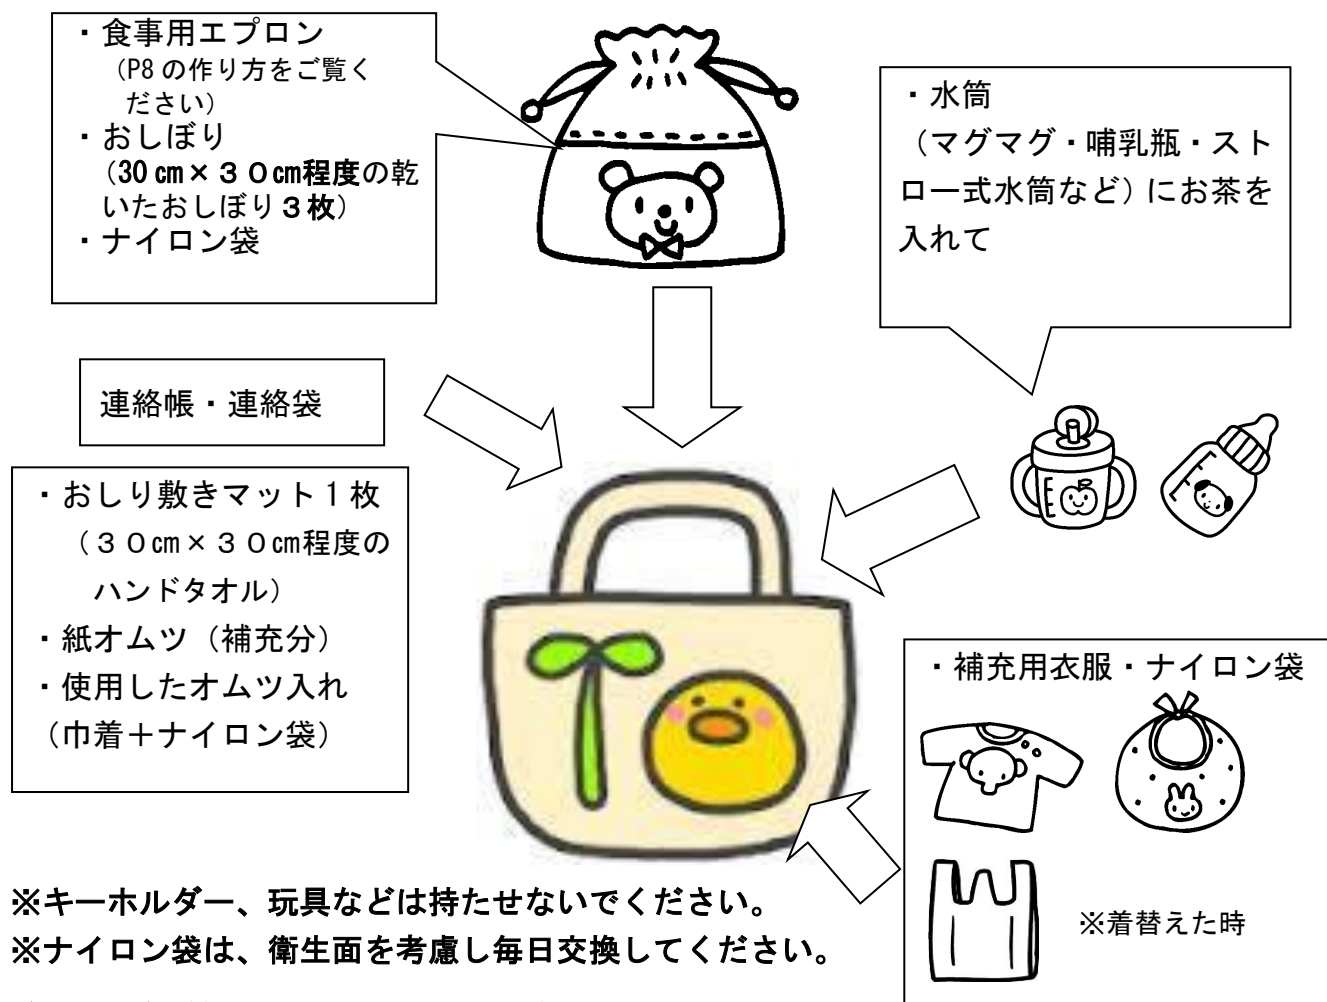 ・食事用エプロン
（P8 の作り方をご覧く
ださい）
・おしぼり
（30 ㎝×３０㎝程度の乾
いたおしぼり３枚）
・ナイロン袋
・水筒
（マグマグ・哺乳瓶・スト
ロー式水筒など）にお茶を
入れて
連絡帳・連絡袋
・おしり敷きマット 1 枚
（３０㎝×３０㎝程度の
ハンドタオル）
・紙オムツ（補充分）
・使用したオムツ入れ
（巾着＋ナイロン袋）
・補充用衣服・ナイロン袋
※着替えた時
※キーホルダー、玩具などは持たせないでください。
※ナイロン袋は、衛生面を考慮し毎日交換してください。